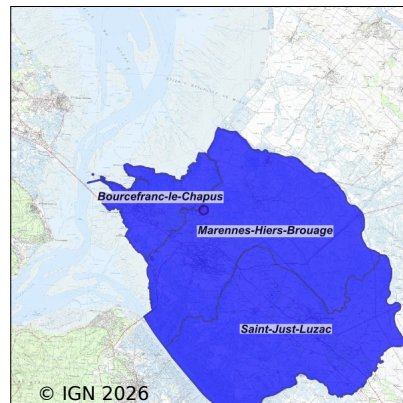 Bourcefranc-le-Chapus
Marennes-Hiers-Brouage
Saint-Just-Luzac
© IGN 2026